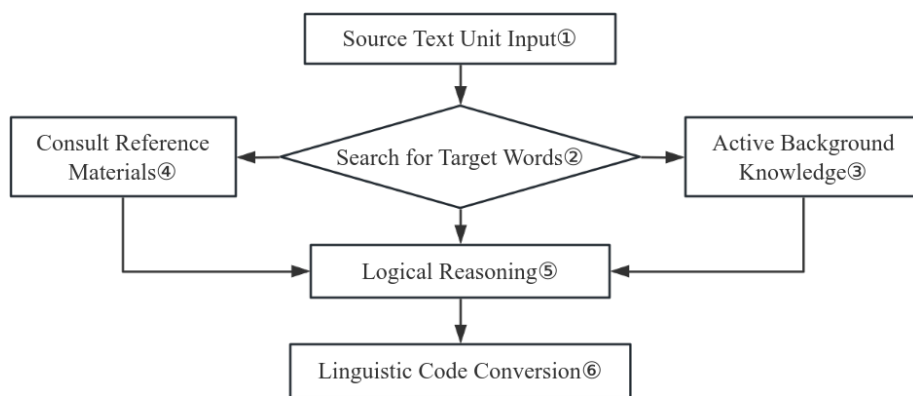 Source Text Unit Input①
Consult Reference
Materials④
Search for Target Words②
Active Background
Knowledge③
Logical Reasoning⑤
Linguistic Code Conversion⑥